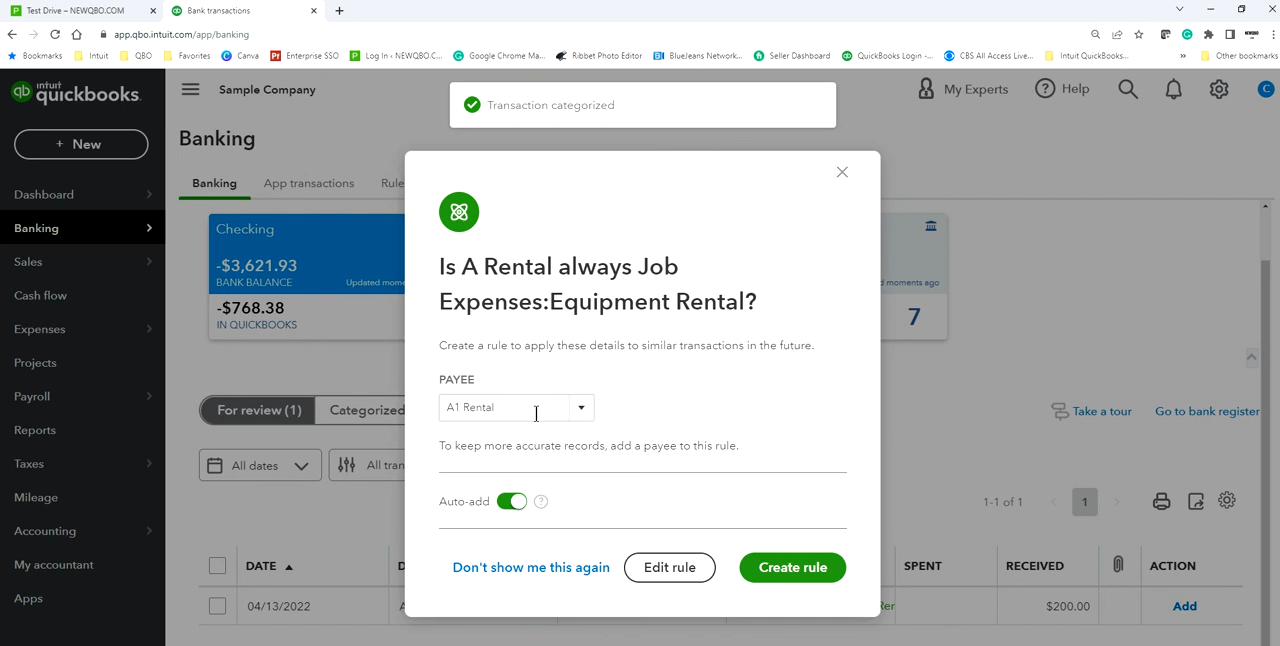 Test Drive – NEWQBO.COM
Bank transactions
app.qbo.intuit.com/app/banking
Bookmarks Intuit QBO Favorites Canva Enterprise SSO Log In ‹ NEWQBO.C... Google Chrome Ma... Ribbet Photo Editor BlueJeans Network... Seller Dashboard QuickBooks Login -... CBS All Access Live... Intuit QuickBooks... » Other bookmarks
intuit
quickbooks.
Sample Company
My Experts
Help
C
+ New
Dashboard
Banking
Sales
Cash flow
Expenses
Projects
Payroll
Reports
Taxes
Mileage
Accounting
My accountant
Apps
Transaction categorized
Banking
Banking App transactions Rule
Checking
-$3,621.93
BANK BALANCE Updated mome
-$768.38
IN QUICKBOOKS
d moments ago
7
Is A Rental always Job
Expenses:Equipment Rental?
Create a rule to apply these details to similar transactions in the future.
PAYEE
A1 Rental
To keep more accurate records, add a payee to this rule.
Auto-add
Don't show me this again Edit rule Create rule
For review (1) Categorized
Take a tour Go to bank register
All dates All tran
1-1 of 1 1
DATE D SPENT RECEIVED ACTION
04/13/2022 A Ren $200.00 Add